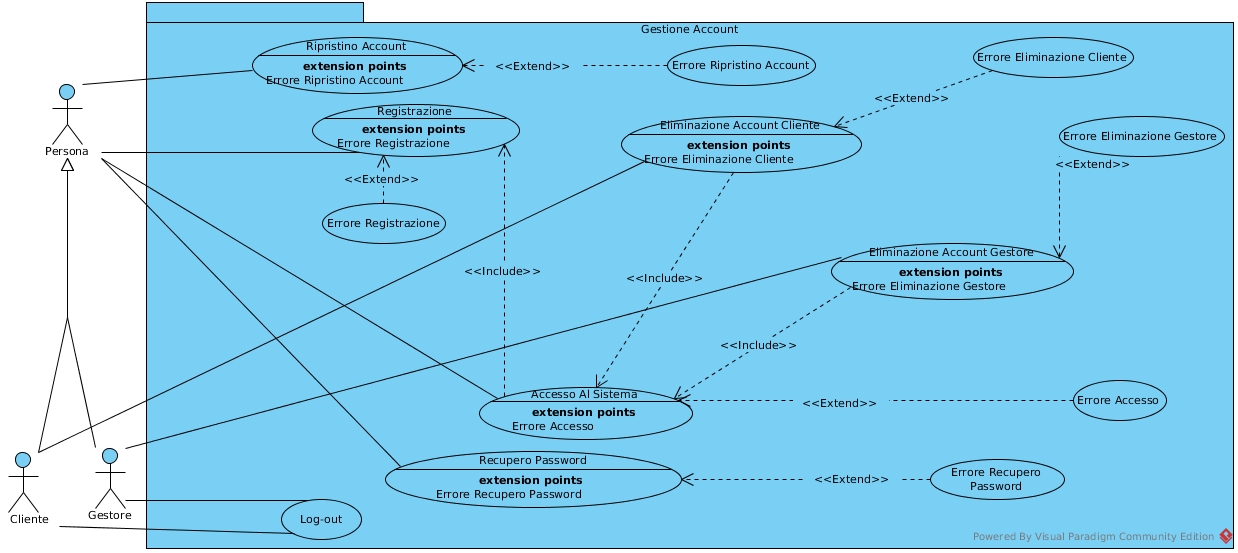 Gestione Account
Ripristino Account
extension points
Errore Ripristino Account
<<Extend>>
Errore Ripristino Account
Errore Eliminazione Cliente
<<Extend>>
Persona
Registrazione
extension points
Errore Registrazione
<<Extend>>
Errore Registrazione
Eliminazione Account Cliente
extension points
Errore Eliminazione Cliente
Errore Eliminazione Gestore
<<Extend>>
<<Include>>
<<Include>>
Eliminazione Account Gestore
extension points
Errore Eliminazione Gestore
<<Include>>
Accesso Al Sistema
extension points
Errore Accesso
<<Extend>>
Errore Accesso
Recupero Password
extension points
Errore Recupero Password
<<Extend>>
Errore Recupero
Password
Cliente
Gestore
Log-out
Powered By Visual Paradigm Community Edition